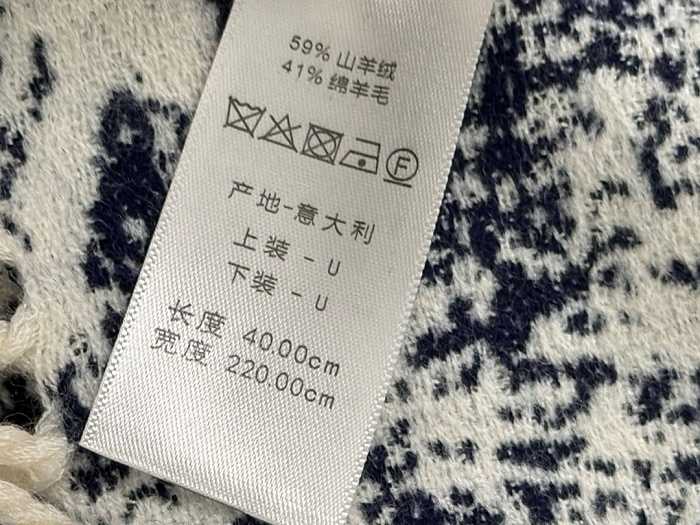 59% 山羊绒
41% 绵羊毛
F
产地-意大利
上装 - U
下装 - U
长度 40.00cm
宽度 220.00cm